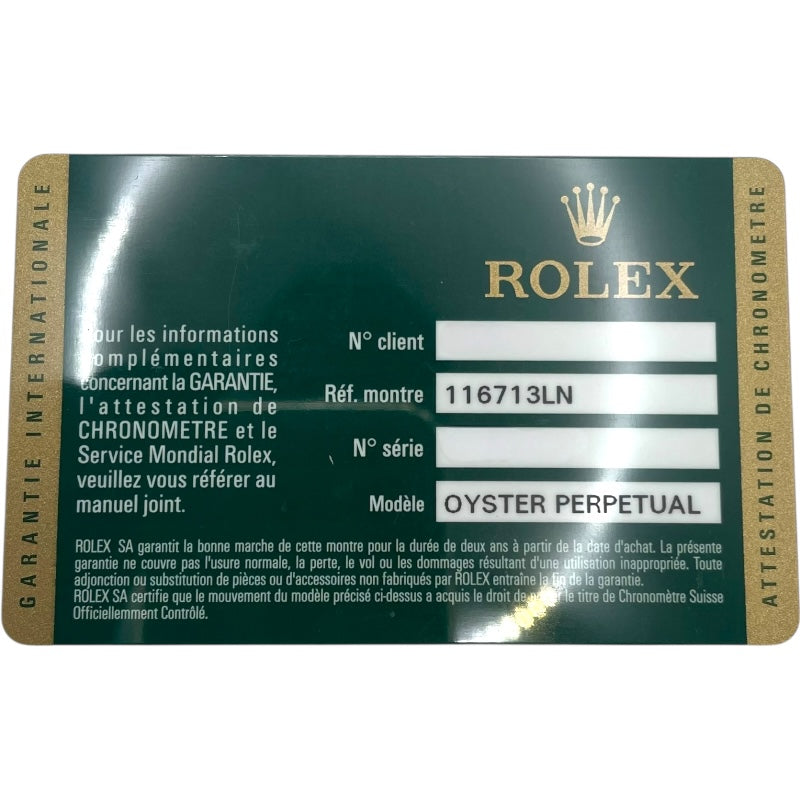 GARANTIE INTERNATIONALE
ROLEX
Pour les informations
complémentaires
concernant la GARANTIE,
l'attestation de
CHRONOMETRE et le
Service Mondial Rolex,
veuillez vous référer au
manuel joint.
N° client
Réf. montre 116713LN
N° série
Modèle OYSTER PERPETUAL
ROLEX SA garantit la bonne marche de cette montre pour la durée de deux ans à partir de la date d'achat. La présente
garantie ne couvre pas l'usure normale, la perte, le vol ou les dommages résultant d'une utilisation inappropriée. Toute
adjonction ou substitution de pièces ou d'accessoires non fabriqués par ROLEX entraîne la fin de la garantie.
ROLEX SA certifie que le mouvement du modèle précisé ci-dessus a acquis le droit de porter le titre de Chronomètre Suisse
Officiellement Contrôlé.
ATTESTATION DE CHRONOMETRE